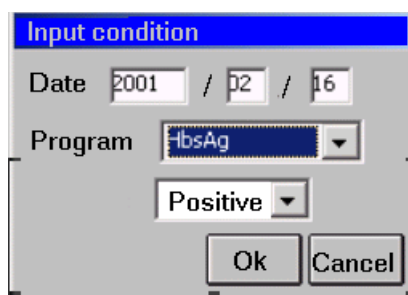 Input condition
Date 2001 / 02 / 16
Program HbsAg
Positive
Ok Cancel